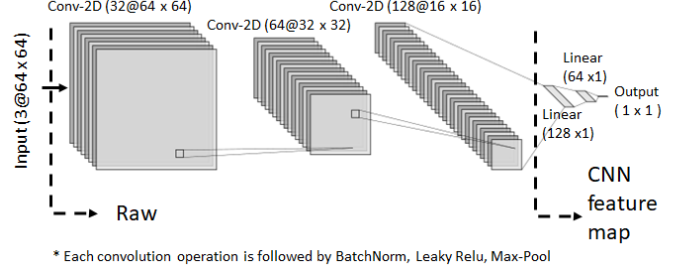 Conv-2D (32@64 x 64)
Conv-2D (64@32 x 32)
Conv-2D (128@16 x 16)
Input (3@64 x 64)
Linear
(64 x1)
Output
( 1 x 1 )
Linear
(128 x1)
Raw
CNN
feature
map
* Each convolution operation is followed by BatchNorm, Leaky Relu, Max-Pool